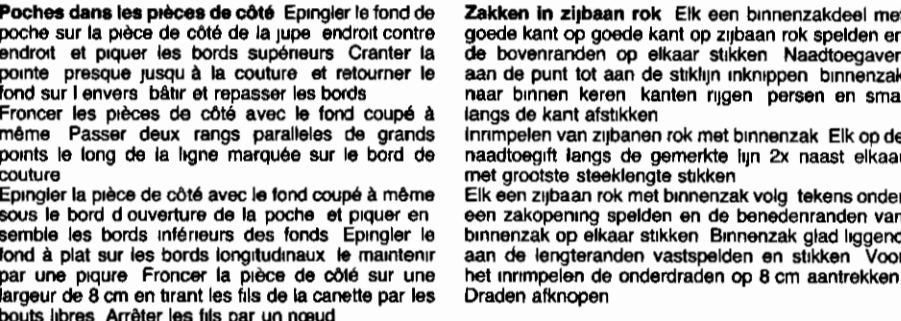 Poches dans les pièces de côté Epingler le fond de
poche sur la pièce de côté de la jupe endroit contre
endroit et piquer les bords supérieurs Cranter la
pointe presque jusqu à la couture et retourner le
fond sur l envers bâtir et repasser les bords
Froncer les pièces de côté avec le fond coupé à
même Passer deux rangs paralleles de grands
points le long de la ligne marquée sur le bord de
couture
Epingler la pièce de côté avec le fond coupé à même
sous le bord d ouverture de la poche et piquer en
semble les bords inférieurs des fonds Epingler le
fond à plat sur les bords longitudinaux le maintenir
par une piqure Froncer la pièce de côté sur une
largeur de 8 cm en tirant les fils de la canette par les
bouts libres Arrêter les fils par un nœud
Zakken in zijbaan rok Elk een binnenzakdeel met
goede kant op goede kant op zijbaan rok spelden en
de bovenranden op elkaar stikken Naadtoegaven
aan de punt tot aan de stiklijn inknippen binnenzak
naar binnen keren kanten rijgen persen en smal
langs de kant afstikken
Inrimpelen van zijbanen rok met binnenzak Elk op de
naadtoegift langs de gemerkte lijn 2x naast elkaar
met grootste steeklengte stikken
Elk een zijbaan rok met binnenzak volg tekens onder
een zakopening spelden en de benedenranden van
binnenzak op elkaar stikken Binnenzak glad liggend
aan de lengteranden vastspelden en stikken Voor
het inrimpelen de onderdraden op 8 cm aantrekken
Draden afknopen